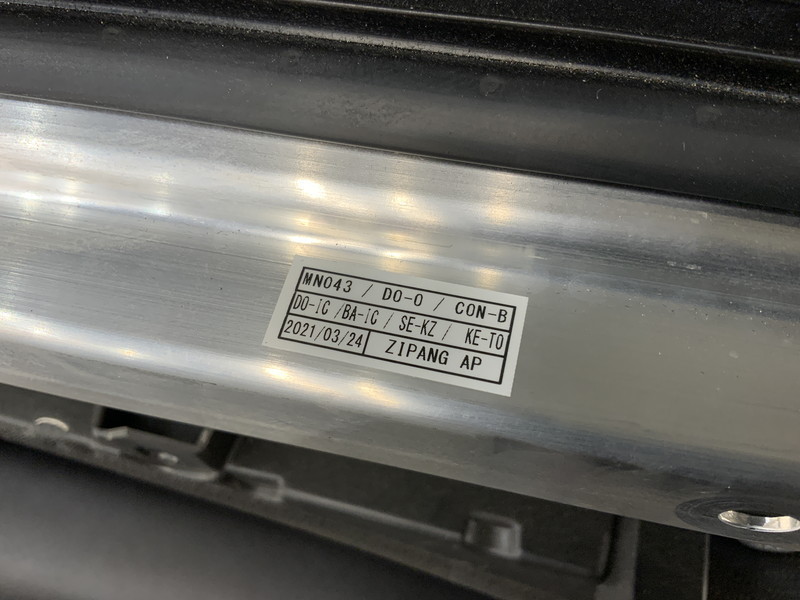 MN043 / DO-O / CON-B
DO-iC /BA-iC / SE-KZ / KE-TO
2021/03/24 ZIPANG AP